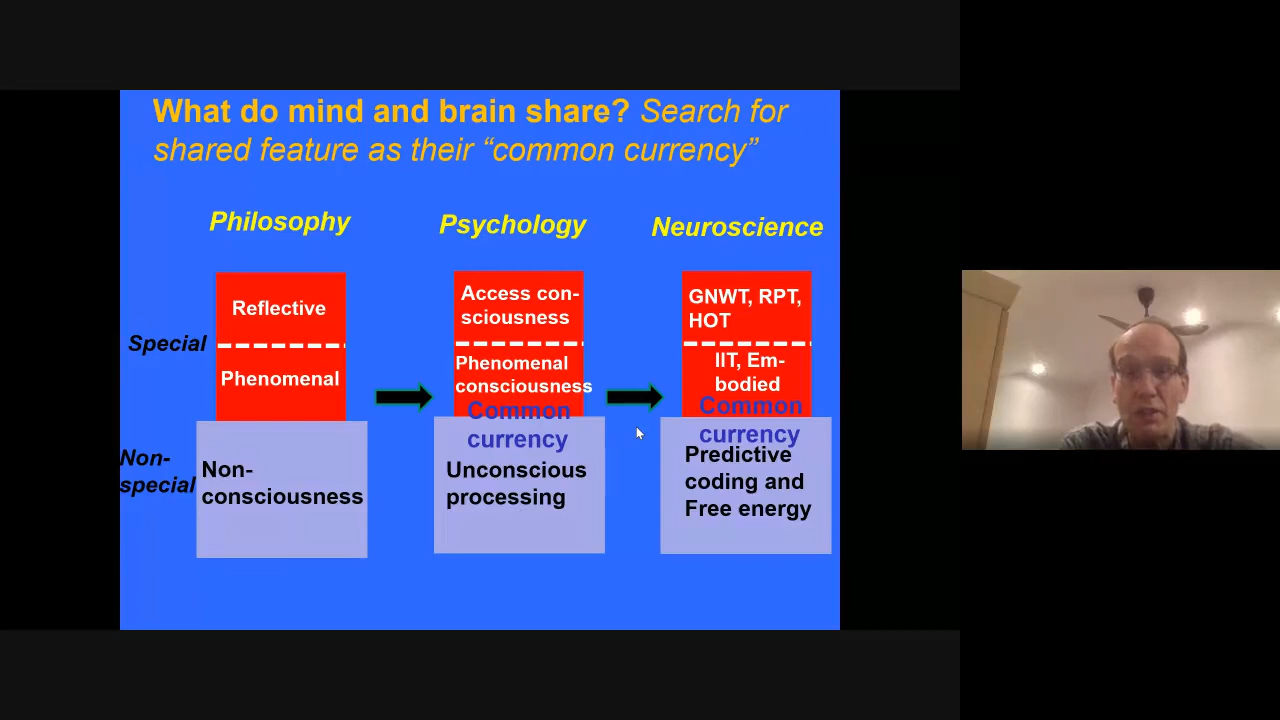 What do mind and brain share? Search for
shared feature as their “common currency”
Philosophy
Psychology
Neuroscience
Special
Reflective
Phenomenal
Access con-
sciousness
Phenomenal
consciousness
GNWT, RPT,
HOT
IIT, Em-
bodied
Non-
special
Non-
consciousness
Common
currency
Unconscious
processing
Common
currency
Predictive
coding and
Free energy